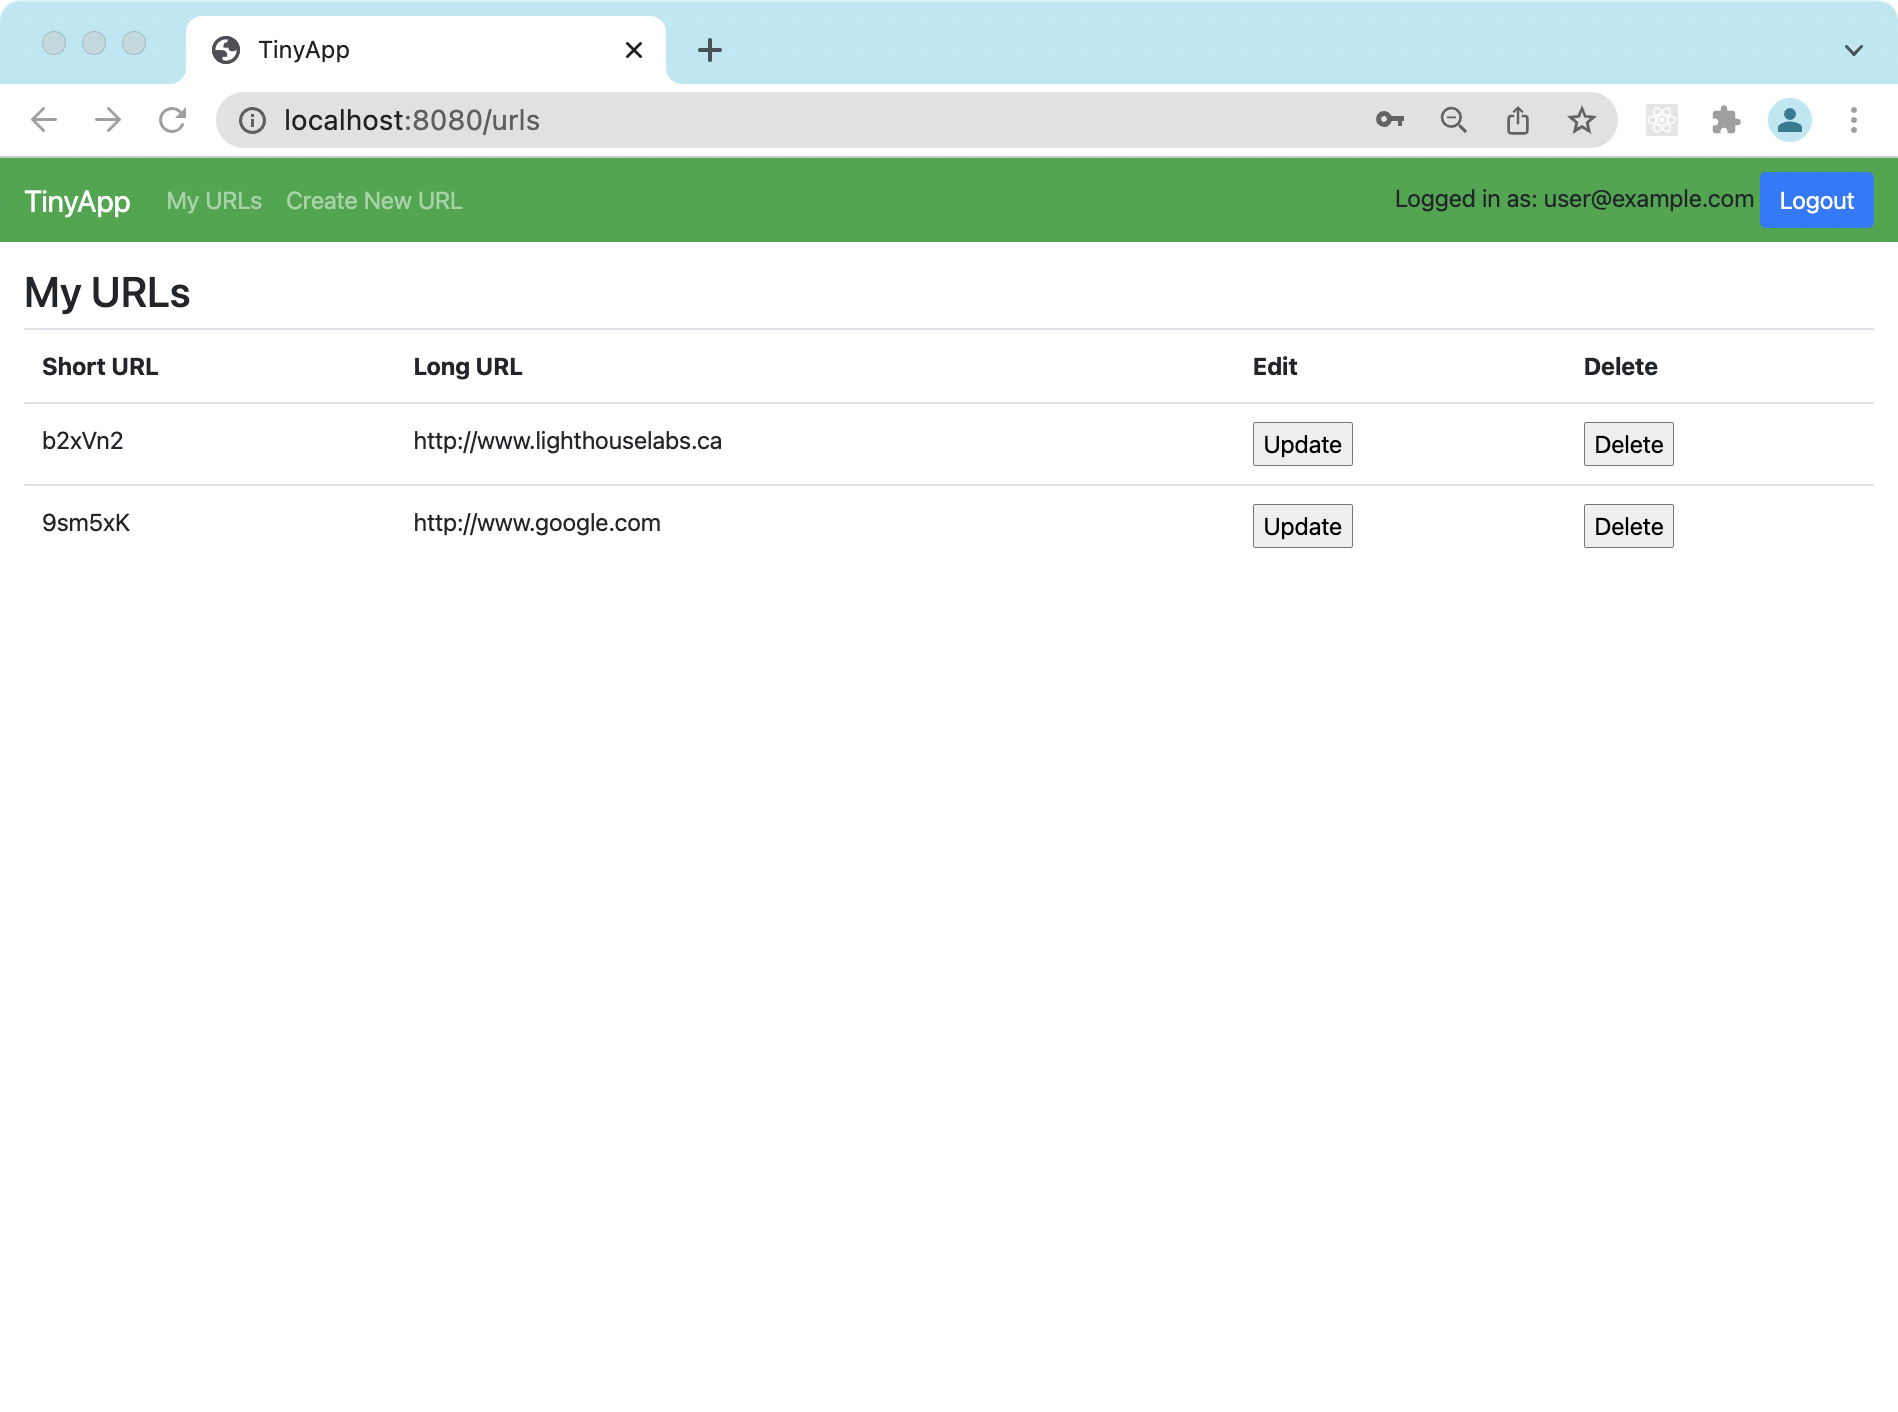 TinyApp
localhost:8080/urls
TinyApp My URLs Create New URL Logged in as: user@example.com Logout
My URLs
Short URL Long URL Edit Delete
b2xVn2 http://www.lighthouselabs.ca Update Delete
9sm5xK http://www.google.com Update Delete